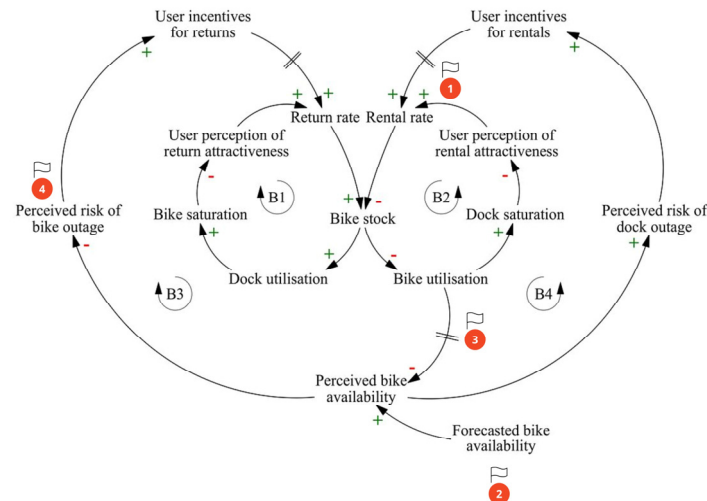 User incentives
for returns
User incentives
for rentals
+
+
1
+
+
+
+
Return rate
Rental rate
User perception of
return attractiveness
User perception of
rental attractiveness
4
-
-
B1
B2
Perceived risk of
bike outage
Bike saturation
+
-
Bike stock
Dock saturation
Perceived risk of
dock outage
-
+
+
-
+
+
Dock utilisation
Bike utilisation
B3
B4
3
-
Perceived bike
availability
+
Forecasted bike
availability
2